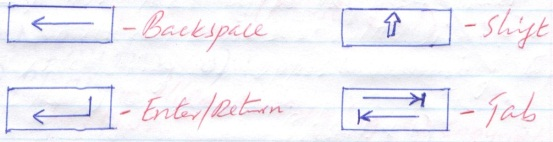 - Backspace
- Shift
- Enter/Return
- Tab